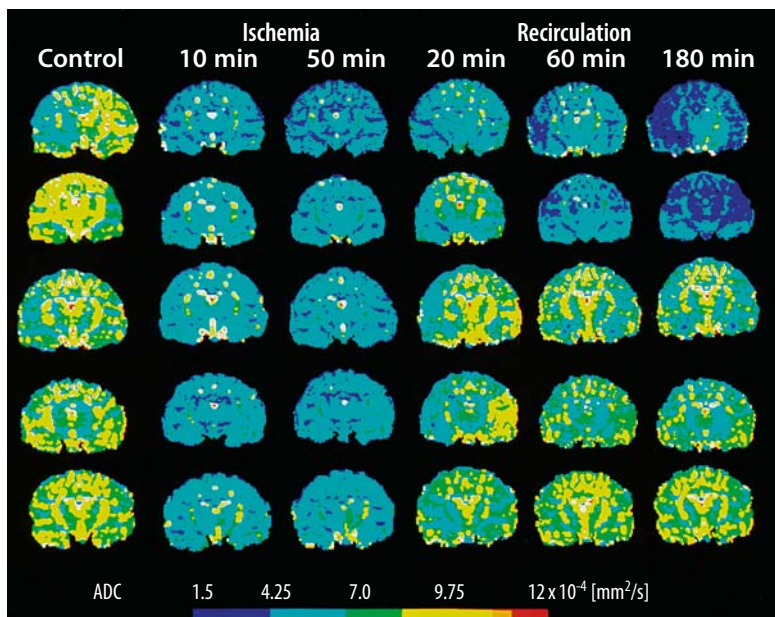 Ischemia Recirculation
Control 10 min 50 min 20 min 60 min 180 min
ADC 1.5 4.25 7.0 9.75 12 x 10⁻⁴ [mm²/s]